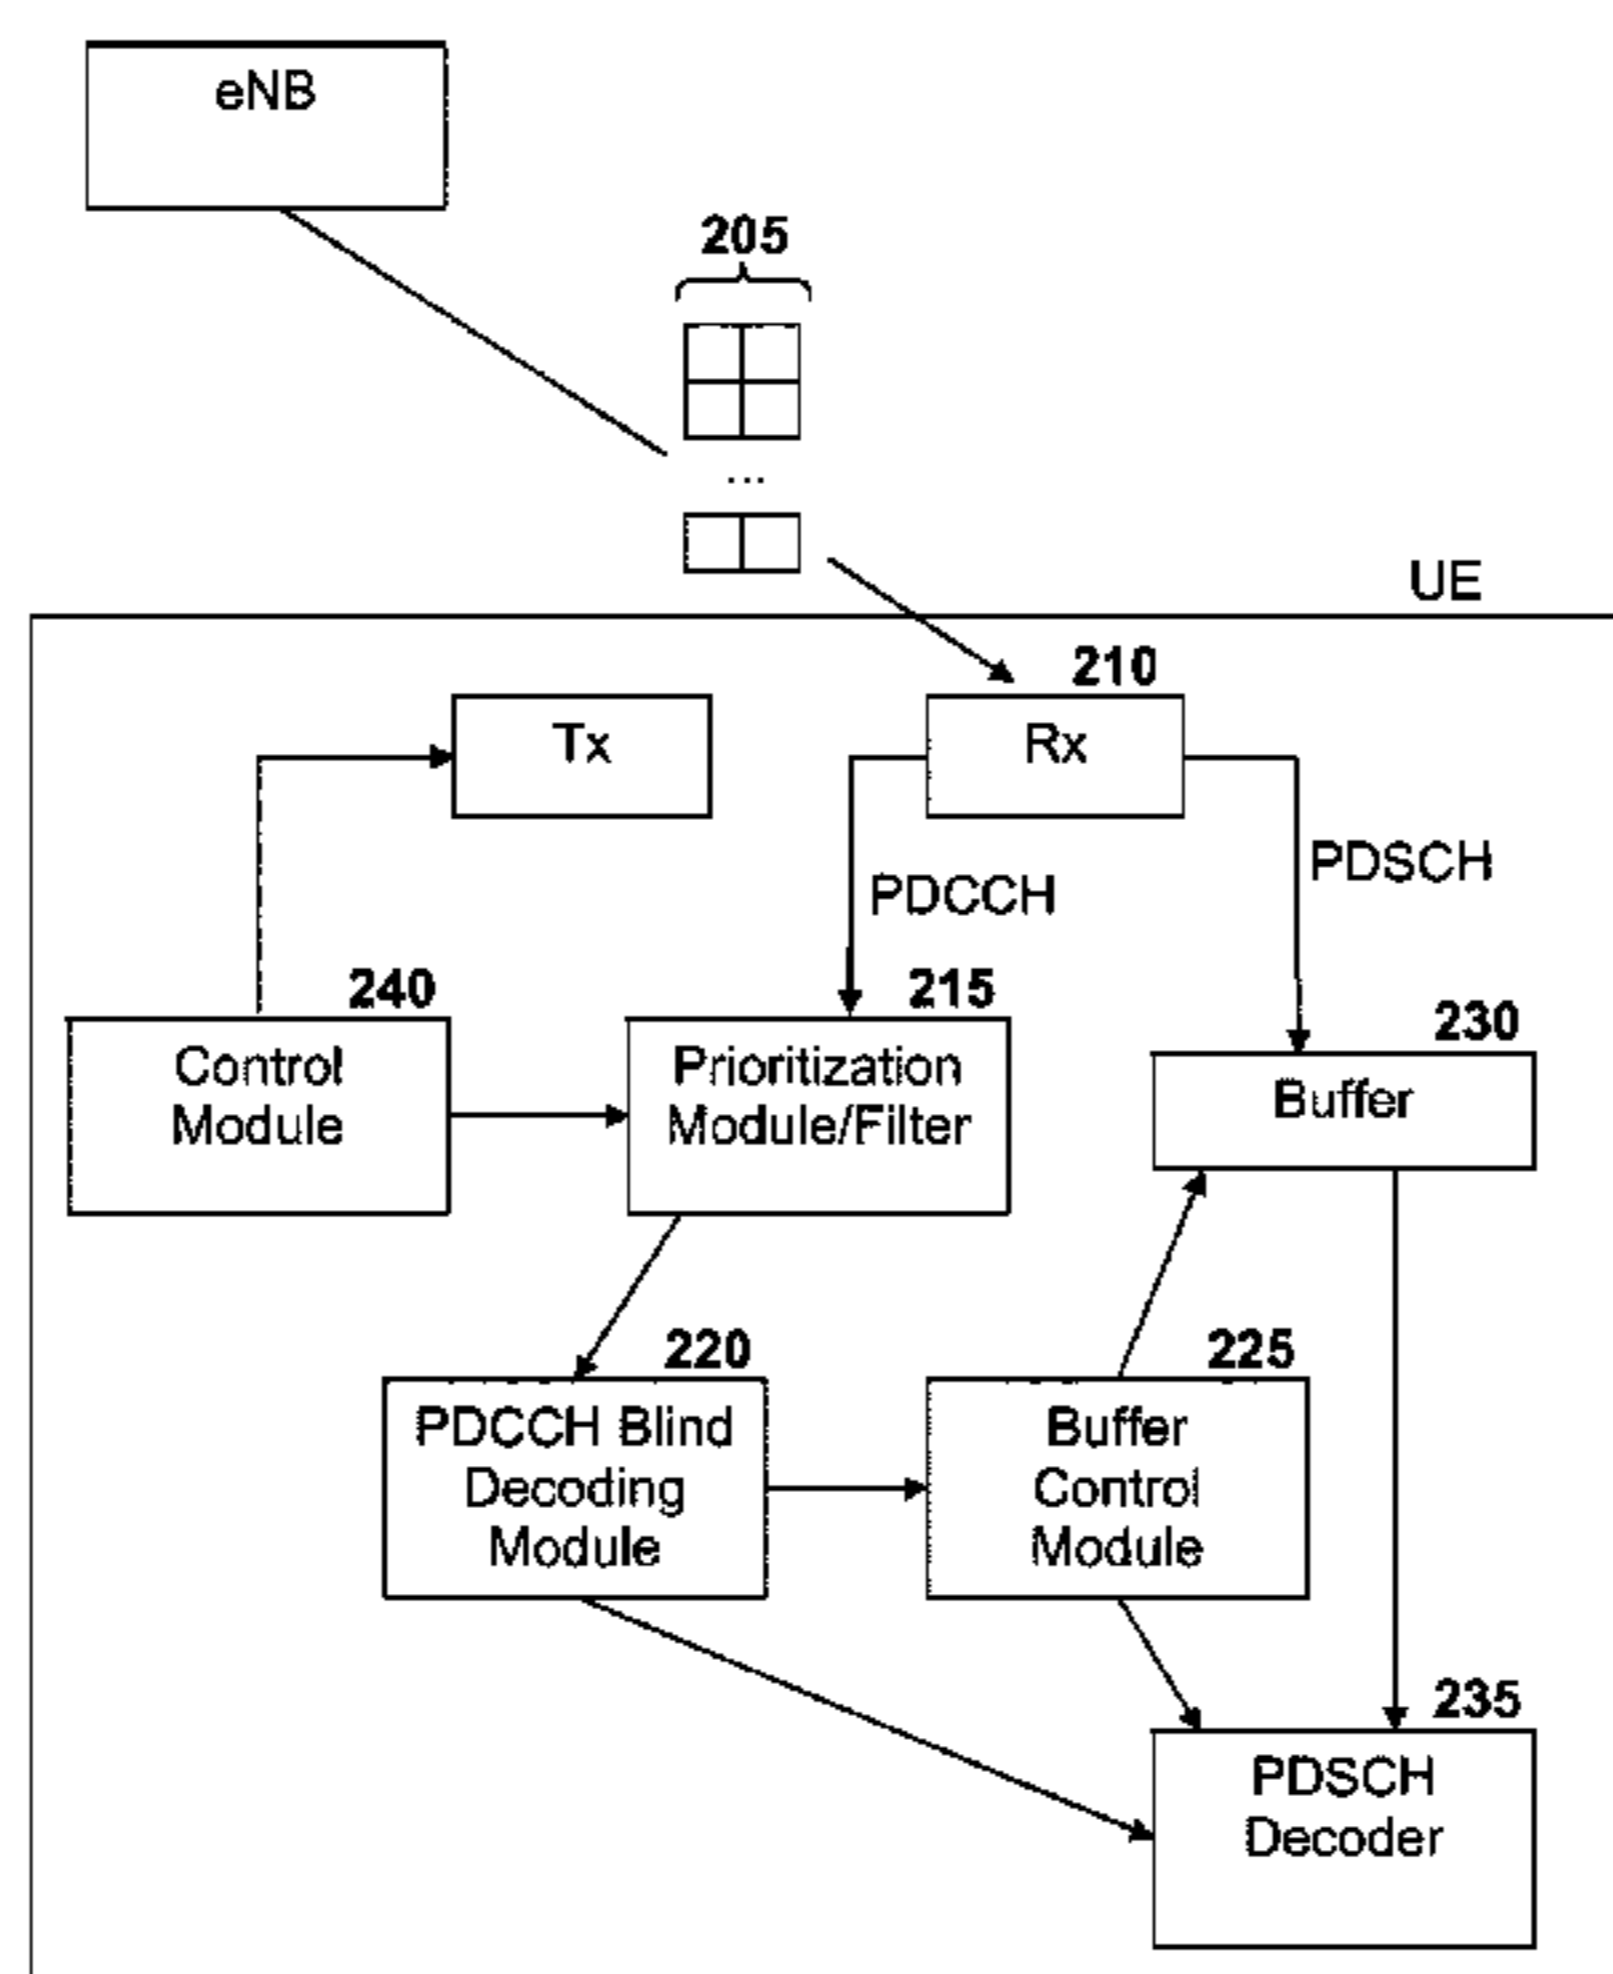 eNB
205
...
UE
210
Tx
Rx
PDSCH
PDCCH
240
215
230
Control
Module
Prioritization
Module/Filter
Buffer
220
225
PDCCH Blind
Decoding
Module
Buffer
Control
Module
235
PDSCH
Decoder